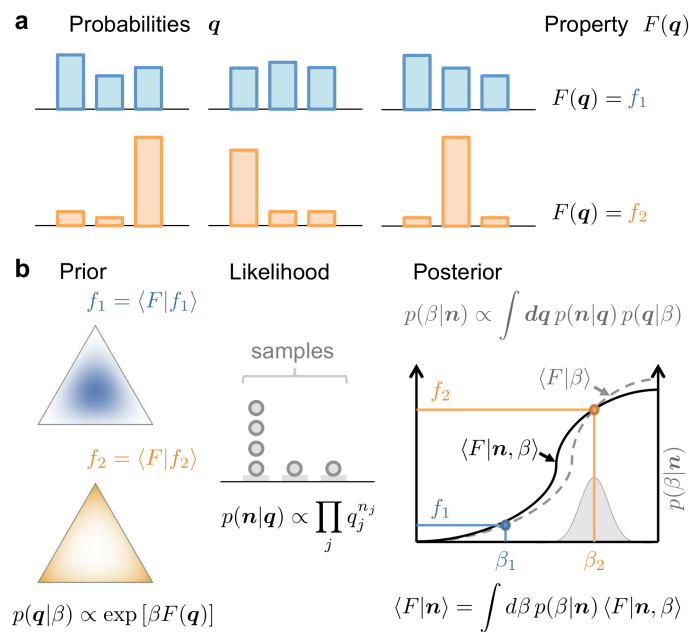 a Probabilities q Property F(q)
F(q) = f₁
F(q) = f₂
b Prior Likelihood Posterior
f₁ = ⟨F|f₁⟩
p(β|n) ∝ ∫ dq p(n|q) p(q|β)
samples
f₂
⟨F|β⟩
⟨F|n, β⟩
p(β|n)
f₂ = ⟨F|f₂⟩
p(n|q) ∝ ∏ⱼ qⱼ^{nⱼ}
f₁
β₁ β₂
p(q|β) ∝ exp [βF(q)]
⟨F|n⟩ = ∫ dβ p(β|n) ⟨F|n, β⟩